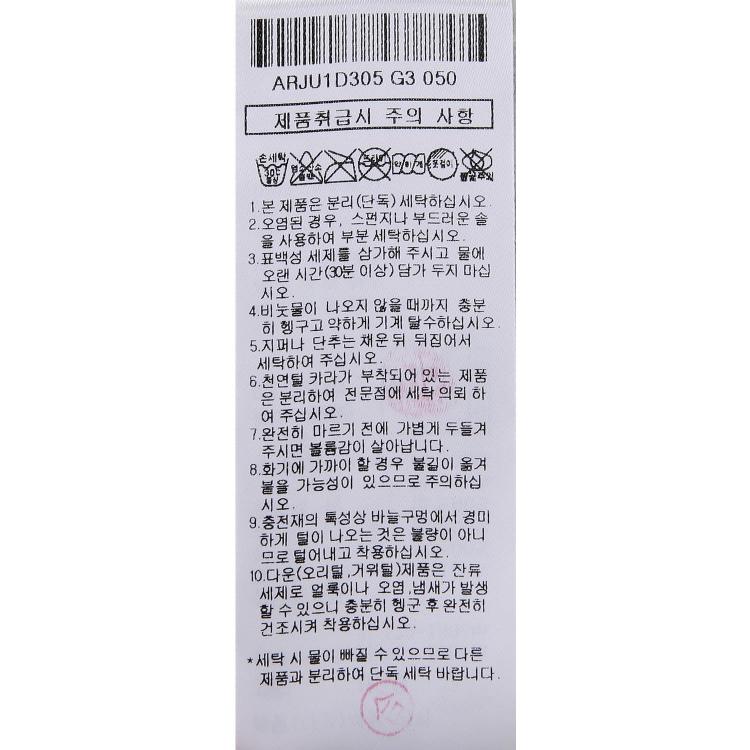 ARJU1D305 G3 050
제품취급시 주의 사항
손세탁 약하게 옷걸이
30℃
중성
1.본 제품은 분리(단독)세탁하십시오.
2.오염된 경우, 스펀지나 부드러운 솔
을 사용하여 부분 세탁하십시오.
3.표백성 세제를 삼가해 주시고 물에
오랜 시간(30분 이상)담가 두지 마십
시오.
4.비눗물이 나오지 않을 때까지 충분
히 헹구고 약하게 기계 탈수하십시오.
5.지퍼나 단추는 채운 뒤 뒤집어서
세탁하여 주십시오.
6.천연털 카라가 부착되어 있는 제품
은 분리하여 전문점에 세탁 의뢰 하
여 주십시오.
7.완전히 마르기 전에 가볍게 두들겨
주시면 볼륨감이 살아납니다.
8.화기에 가까이 할 경우 불길이 옮겨
붙을 가능성이 있으므로 주의하십
시오.
9.충전재의 특성상 바늘구멍에서 경미
하게 털이 나오는 것은 불량이 아니
므로 털어내고 착용하십시오.
10.다운(오리털,거위털)제품은 잔류
세제로 얼룩이나 오염,냄새가 발생
할 수 있으니 충분히 헹군 후 완전히
건조시켜 착용하십시오.
*세탁 시 물이 빠질 수 있으므로 다른
제품과 분리하여 단독 세탁 바랍니다.